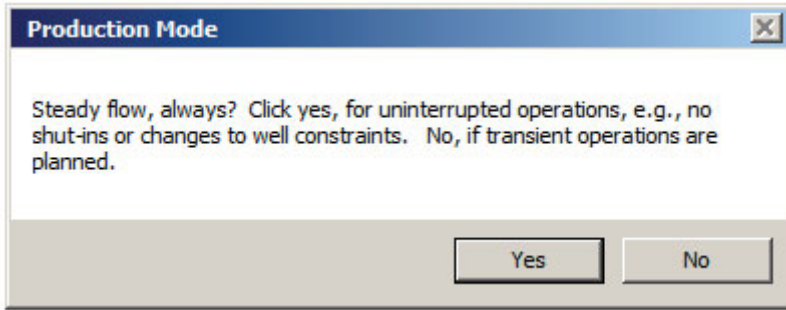 Production Mode
Steady flow, always?  Click yes, for uninterrupted operations, e.g., no
shut-ins or changes to well constraints.   No, if transient operations are
planned.
Yes
No